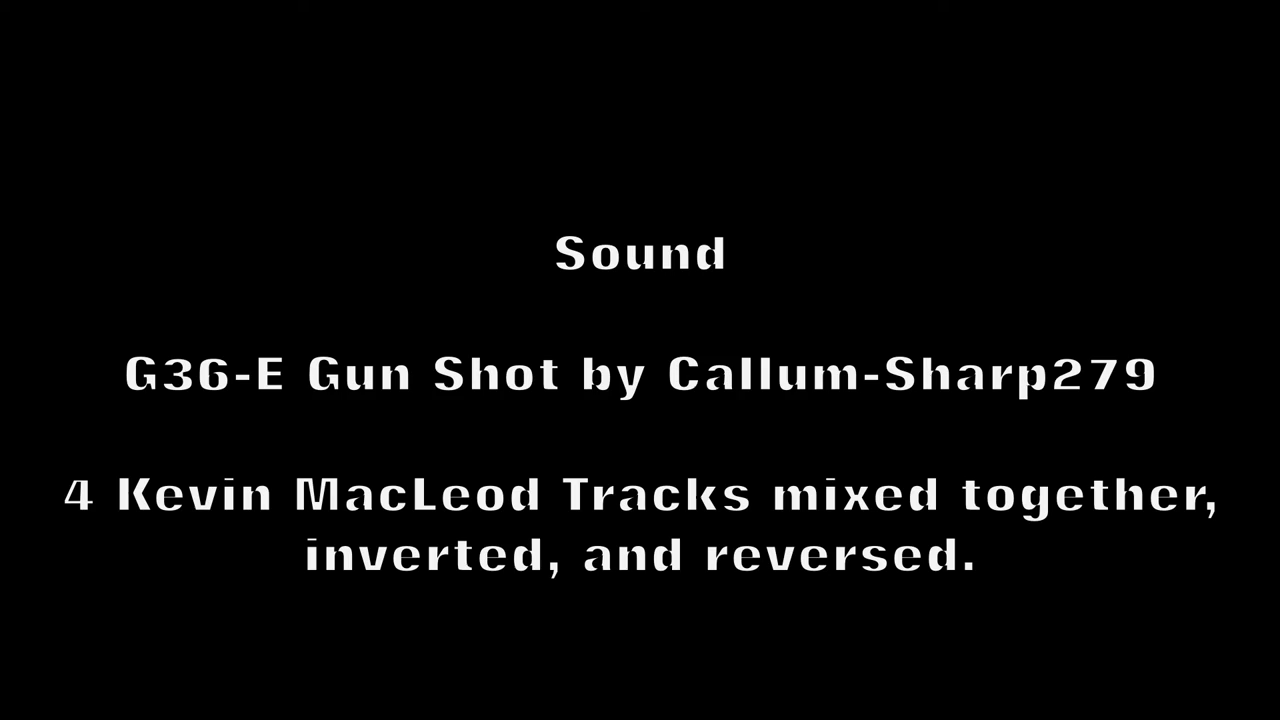 Sound
G36-E Gun Shot by Callum-Sharp279
4 Kevin MacLeod Tracks mixed together,
inverted, and reversed.